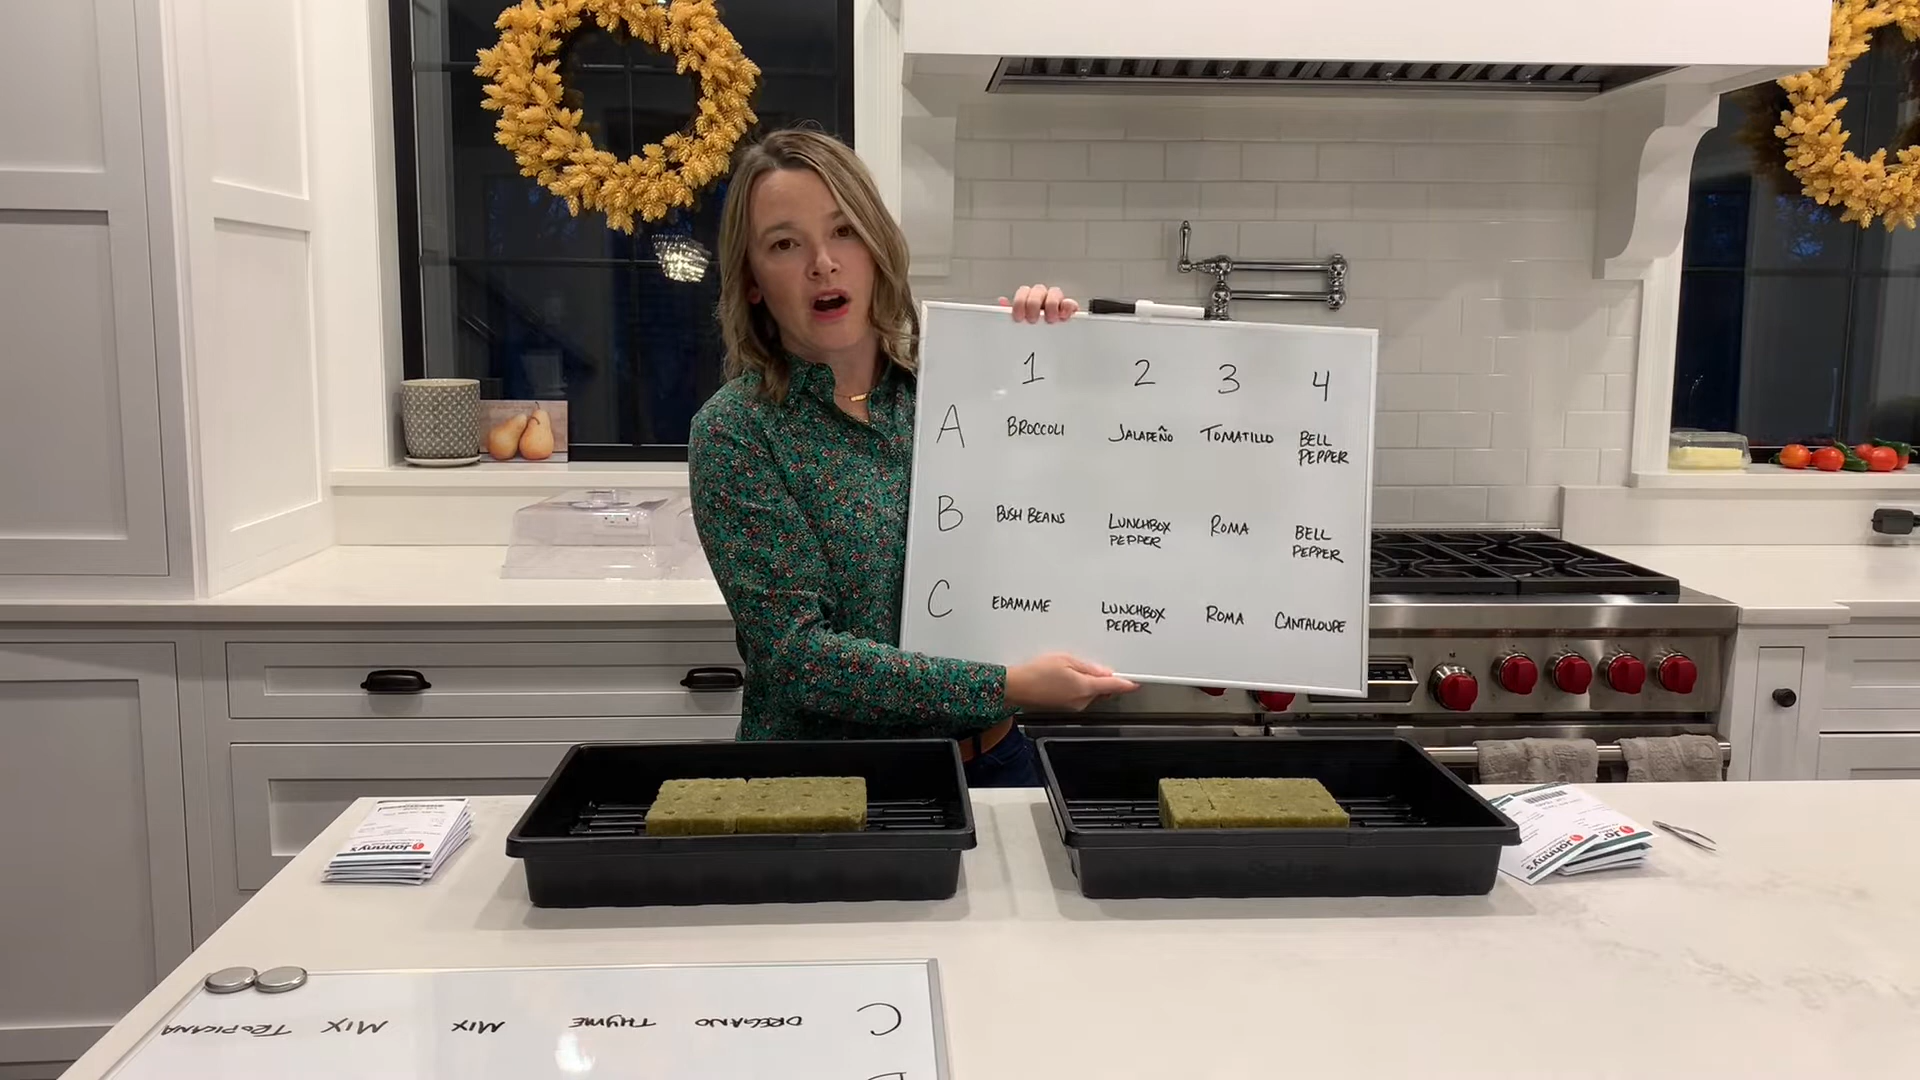 1 2 3 4
A BROCCOLI JALAPEÑO TOMATILLO BELL
PEPPER
B BUSH BEANS LUNCHBOX ROMA BELL
PEPPER PEPPER
C EDAMAME LUNCHBOX ROMA CANTALOUPE
PEPPER
Johnny's
Johnny's
C OREGANO THYME MIX MIX TROPICANA